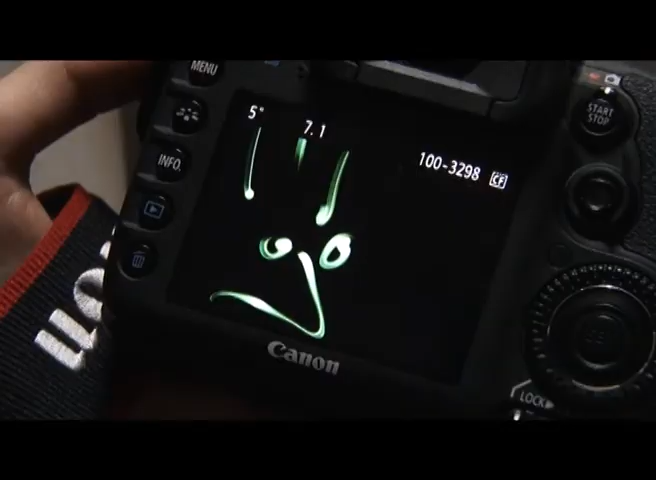 MENU
5"
7.1
START
STOP
INFO.
100-3298 CF
Canon
LOCK